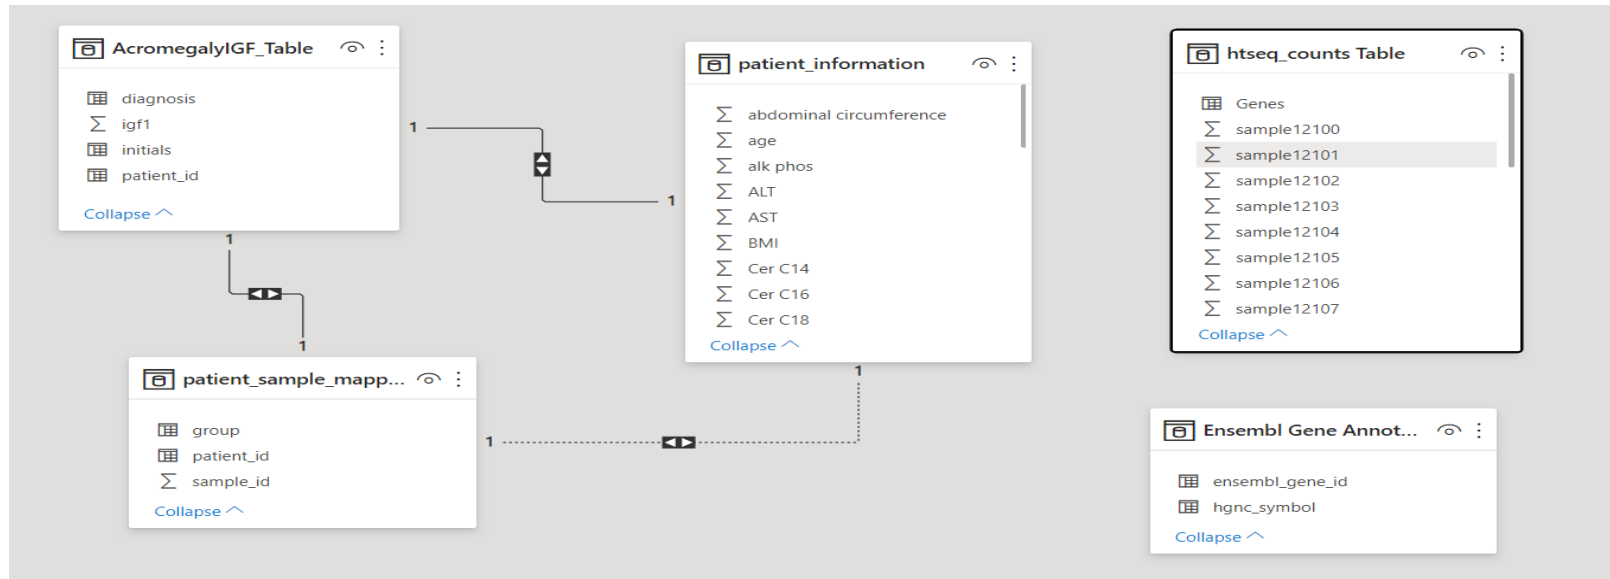 AcromegalyIGF_Table
diagnosis
igf1
initials
patient_id
Collapse
1
1
1
1
patient_information
abdominal circumference
age
alk phos
ALT
AST
BMI
Cer C14
Cer C16
Cer C18
Collapse
1
1
patient_sample_mapp...
group
patient_id
sample_id
Collapse
htseq_counts Table
Genes
sample12100
sample12101
sample12102
sample12103
sample12104
sample12105
sample12106
sample12107
Collapse
Ensembl Gene Annot...
ensembl_gene_id
hgnc_symbol
Collapse